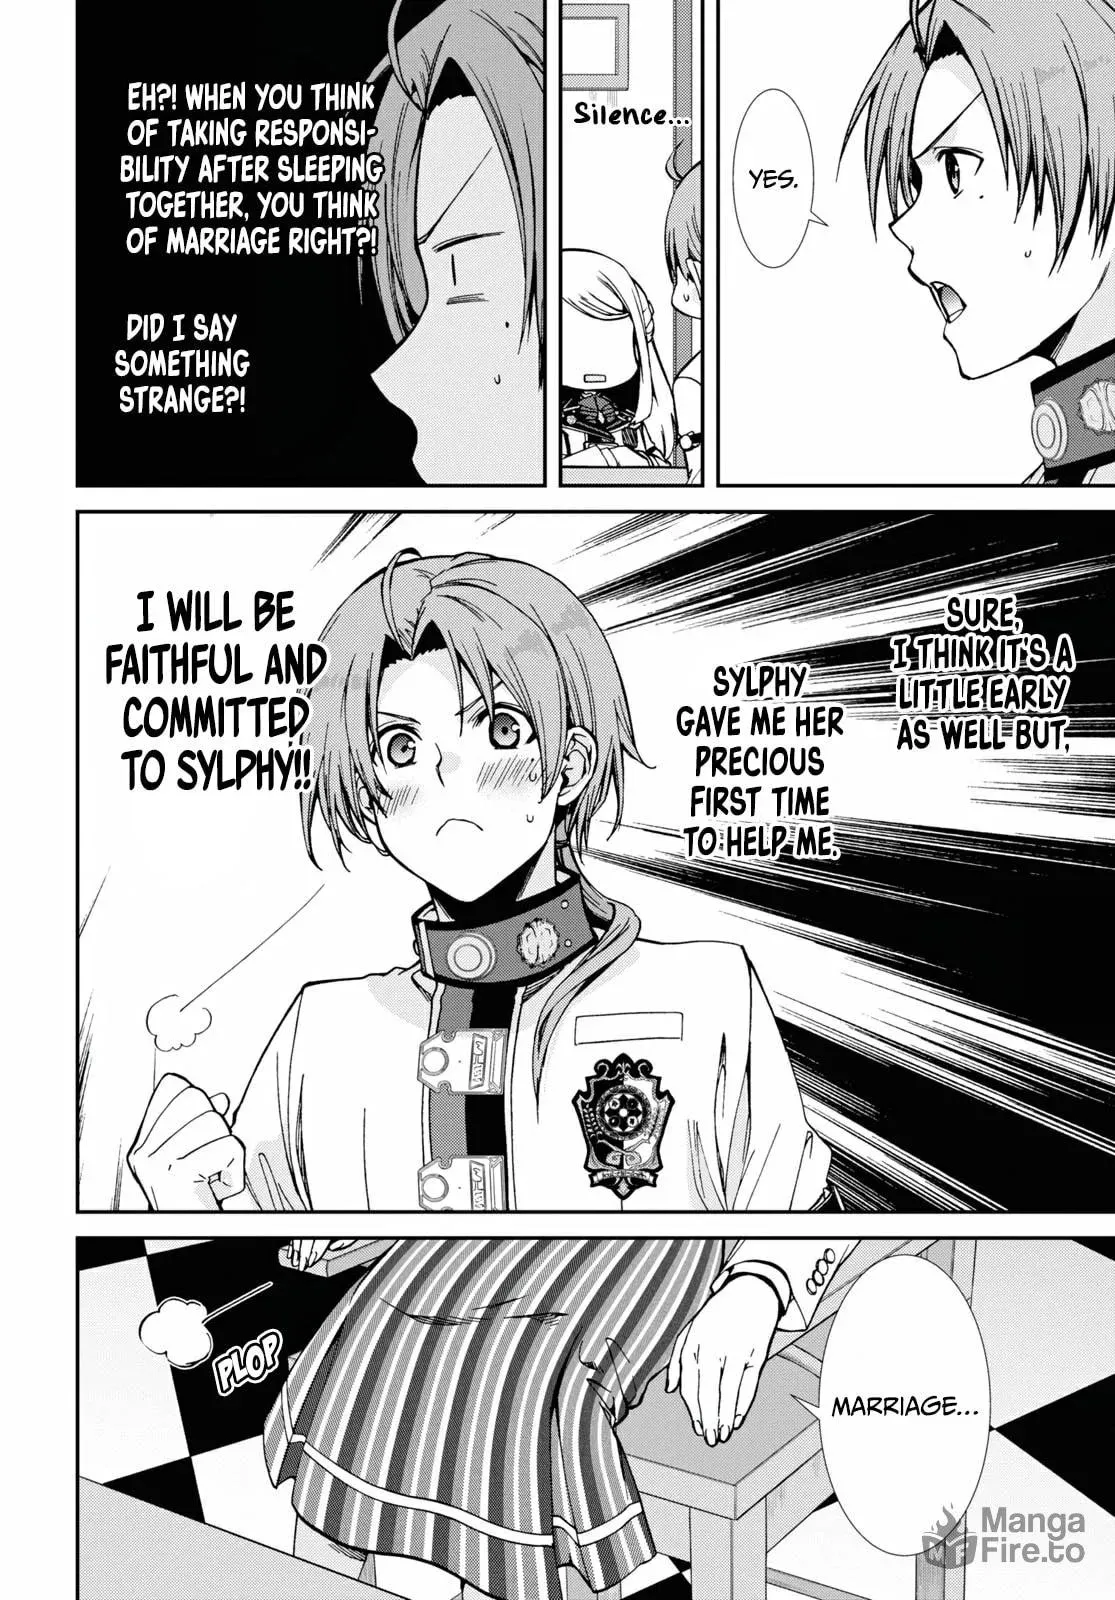 YES.
Silence...
EH?! WHEN YOU THINK
OF TAKING RESPONSI-
BILITY AFTER SLEEPING
TOGETHER, YOU THINK
OF MARRIAGE RIGHT?!
DID I SAY
SOMETHING
STRANGE?!
SURE,
I THINK IT'S A
LITTLE EARLY
AS WELL BUT,
SYLPHY
GAVE ME HER
PRECIOUS
FIRST TIME
TO HELP ME.
I WILL BE
FAITHFUL AND
COMMITTED
TO SYLPHY!!
MARRIAGE...
PLOP
Manga
Fire.to